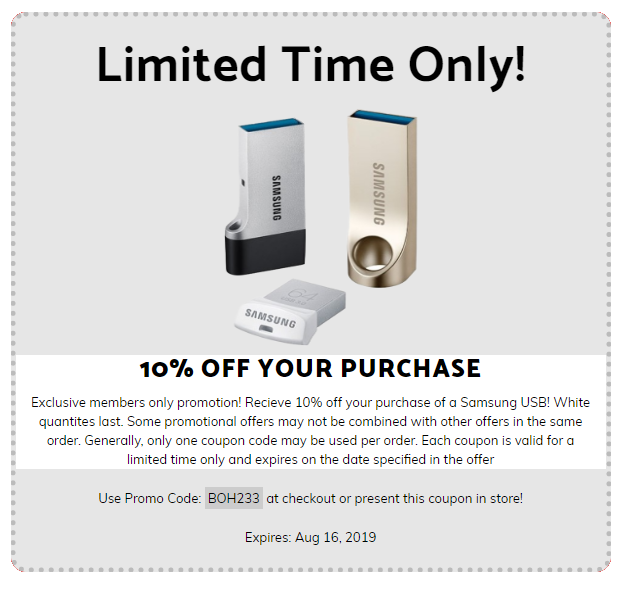 Limited Time Only!
SAMSUNG
SAMSUNG
64
SAMSUNG
10% OFF YOUR PURCHASE
Exclusive members only promotion! Recieve 10% off your purchase of a Samsung USB! White
quantites last. Some promotional offers may not be combined with other offers in the same
order. Generally, only one coupon code may be used per order. Each coupon is valid for a
limited time only and expires on the date specified in the offer
Use Promo Code: BOH233 at checkout or present this coupon in store!
Expires: Aug 16, 2019